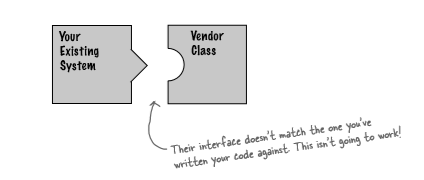 Your
Existing
System
Vendor
Class
Their interface doesn't match the one you've
written your code against. This isn't going to work!